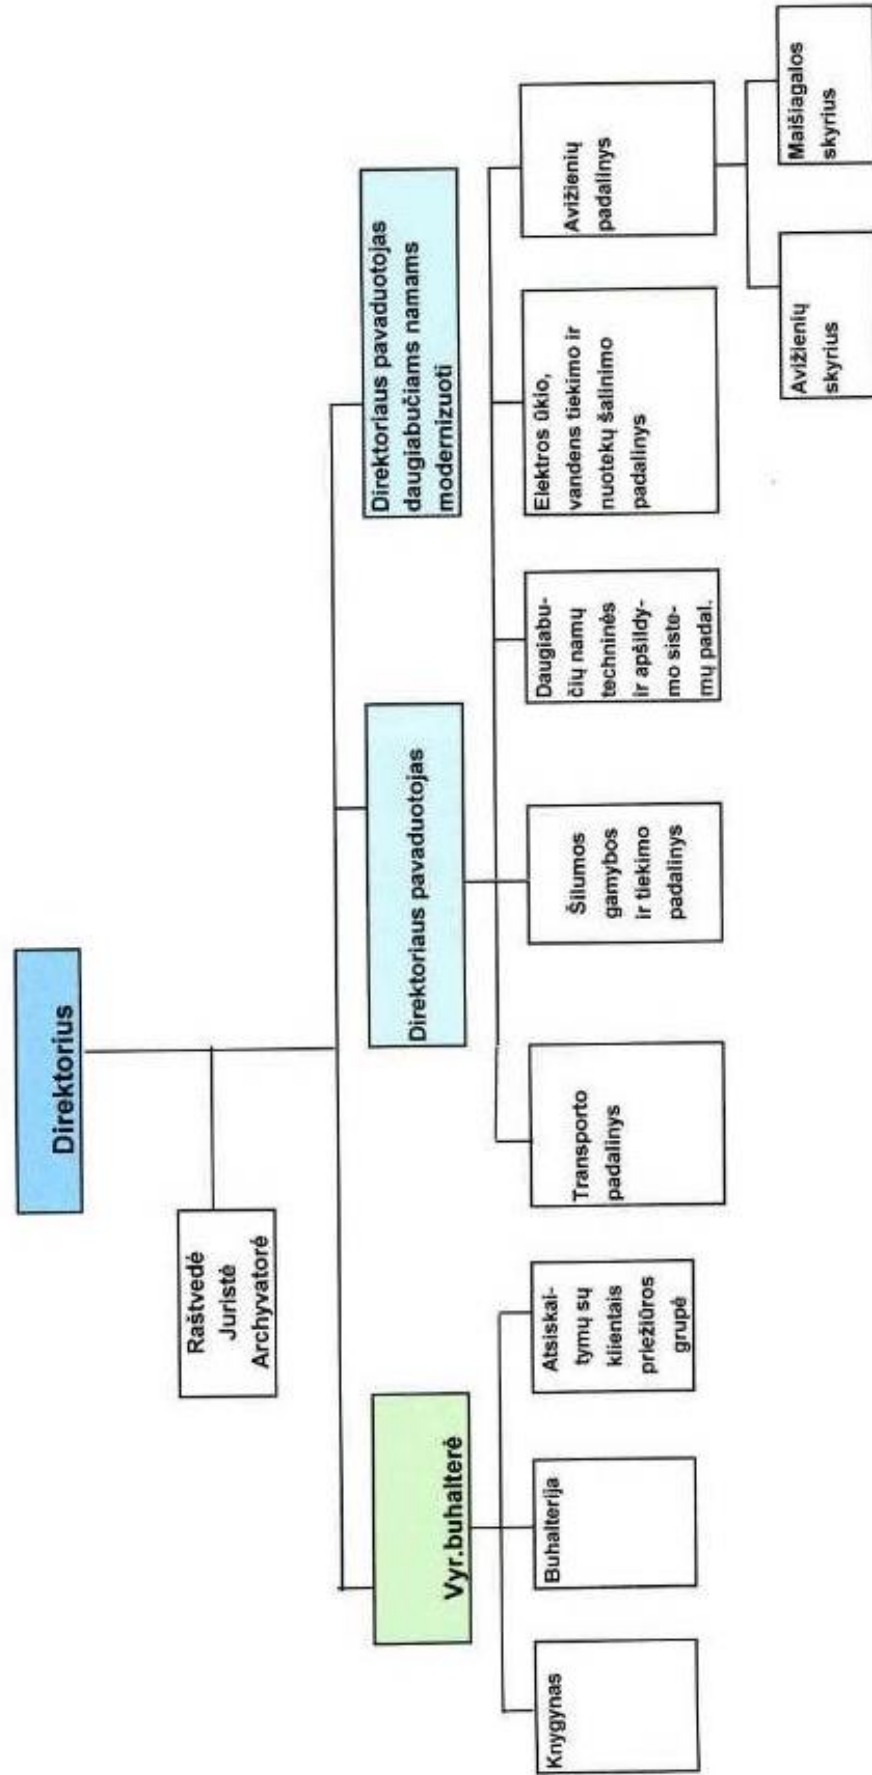 Direktorius
Raštvedė
Juristė
Archyvatorė
Vyr.buhalterė
Direktoriaus pavaduotojas
Direktoriaus pavaduotojas
daugiabučiams namams
modernizuoti
Knygynas
Buhalterija
Atsiskai-
tymų sų
klientais
priežiūros
grupė
Transporto
padalinys
Šilumos
gamybos
ir tiekimo
padalinys
Daugiabu-
čių namų
techninės
ir apšildy-
mo siste-
mų padal.
Elektros ūkio,
vandens tiekimo ir
nuotekų šalinimo
padalinys
Avižienių
padalinys
Avižienių
skyrius
Maišiagalos
skyrius